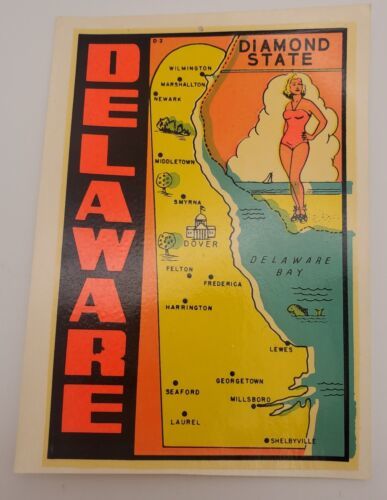 DELAWARE
D-3
DIAMOND
STATE
WILMINGTON
MARSHALLTON
NEWARK
MIDDLETOWN
SMYRNA
DOVER
DELAWARE
BAY
FELTON
FREDERICA
HARRINGTON
LEWES
GEORGETOWN
SEAFORD
MILLSBORO
LAUREL
SHELBYVILLE